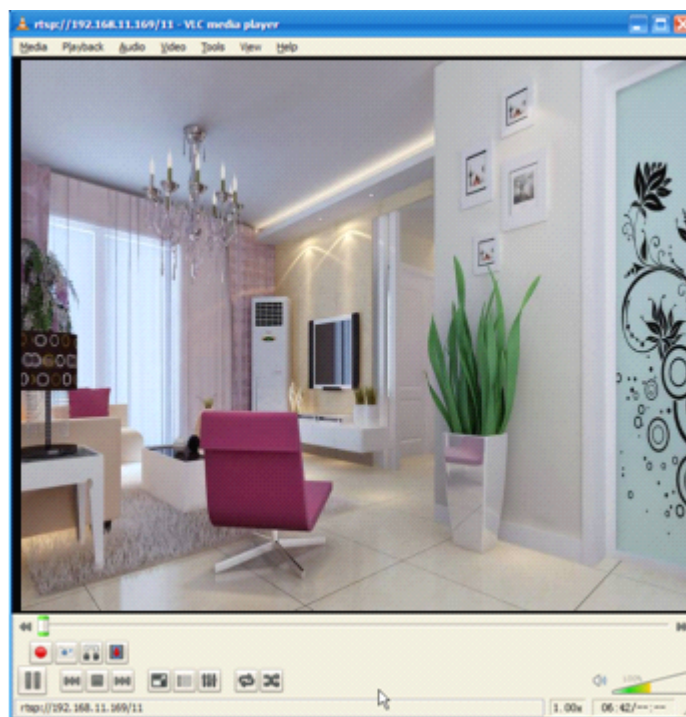 rtsp://192.168.11.169/11 - VLC media player
Media Playback Audio Video Tools View Help
100%
rtsp://192.168.11.169/11 1.00x 06:42/--:--